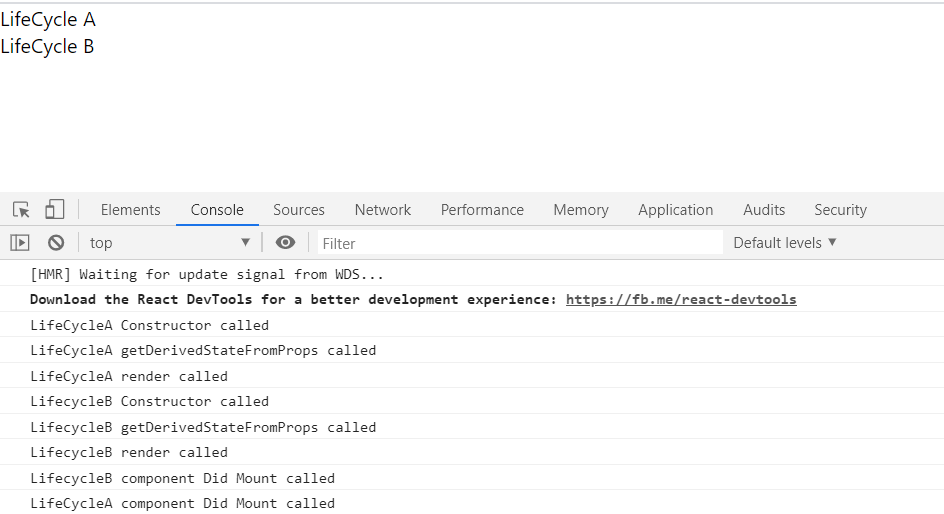 LifeCycle A
LifeCycle B
Elements Console Sources Network Performance Memory Application Audits Security
top Filter Default levels
[HMR] Waiting for update signal from WDS...
Download the React DevTools for a better development experience: https://fb.me/react-devtools
LifeCycleA Constructor called
LifeCycleA getDerivedStateFromProps called
LifeCycleA render called
LifecycleB Constructor called
LifecycleB getDerivedStateFromProps called
LifecycleB render called
LifecycleB component Did Mount called
LifeCycleA component Did Mount called